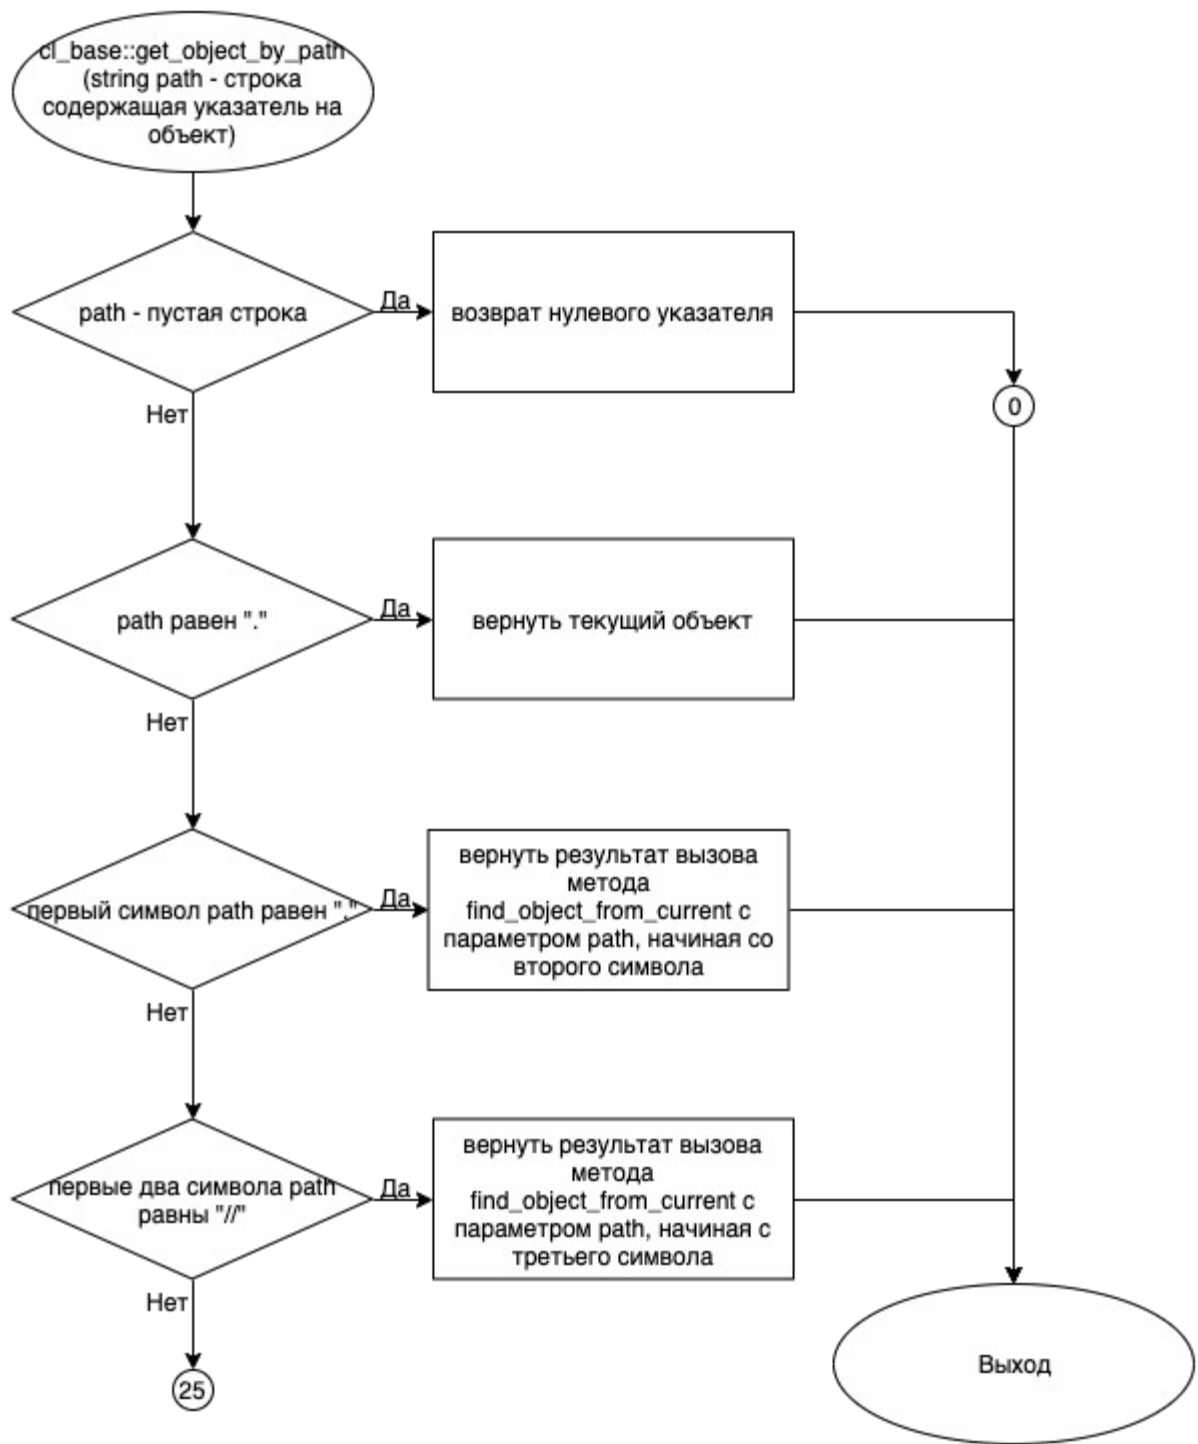 cl_base::get_object_by_path
(string path - строка
содержащая указатель на
объект)
path - пустая строка
Да
возврат нулевого указателя
0
Нет
path равен "."
Да
вернуть текущий объект
Нет
первый символ path равен "."
Да
вернуть результат вызова
метода
find_object_from_current с
параметром path, начиная со
второго символа
Нет
первые два символа path
равны "//"
Да
вернуть результат вызова
метода
find_object_from_current с
параметром path, начиная с
третьего символа
Нет
25
Выход